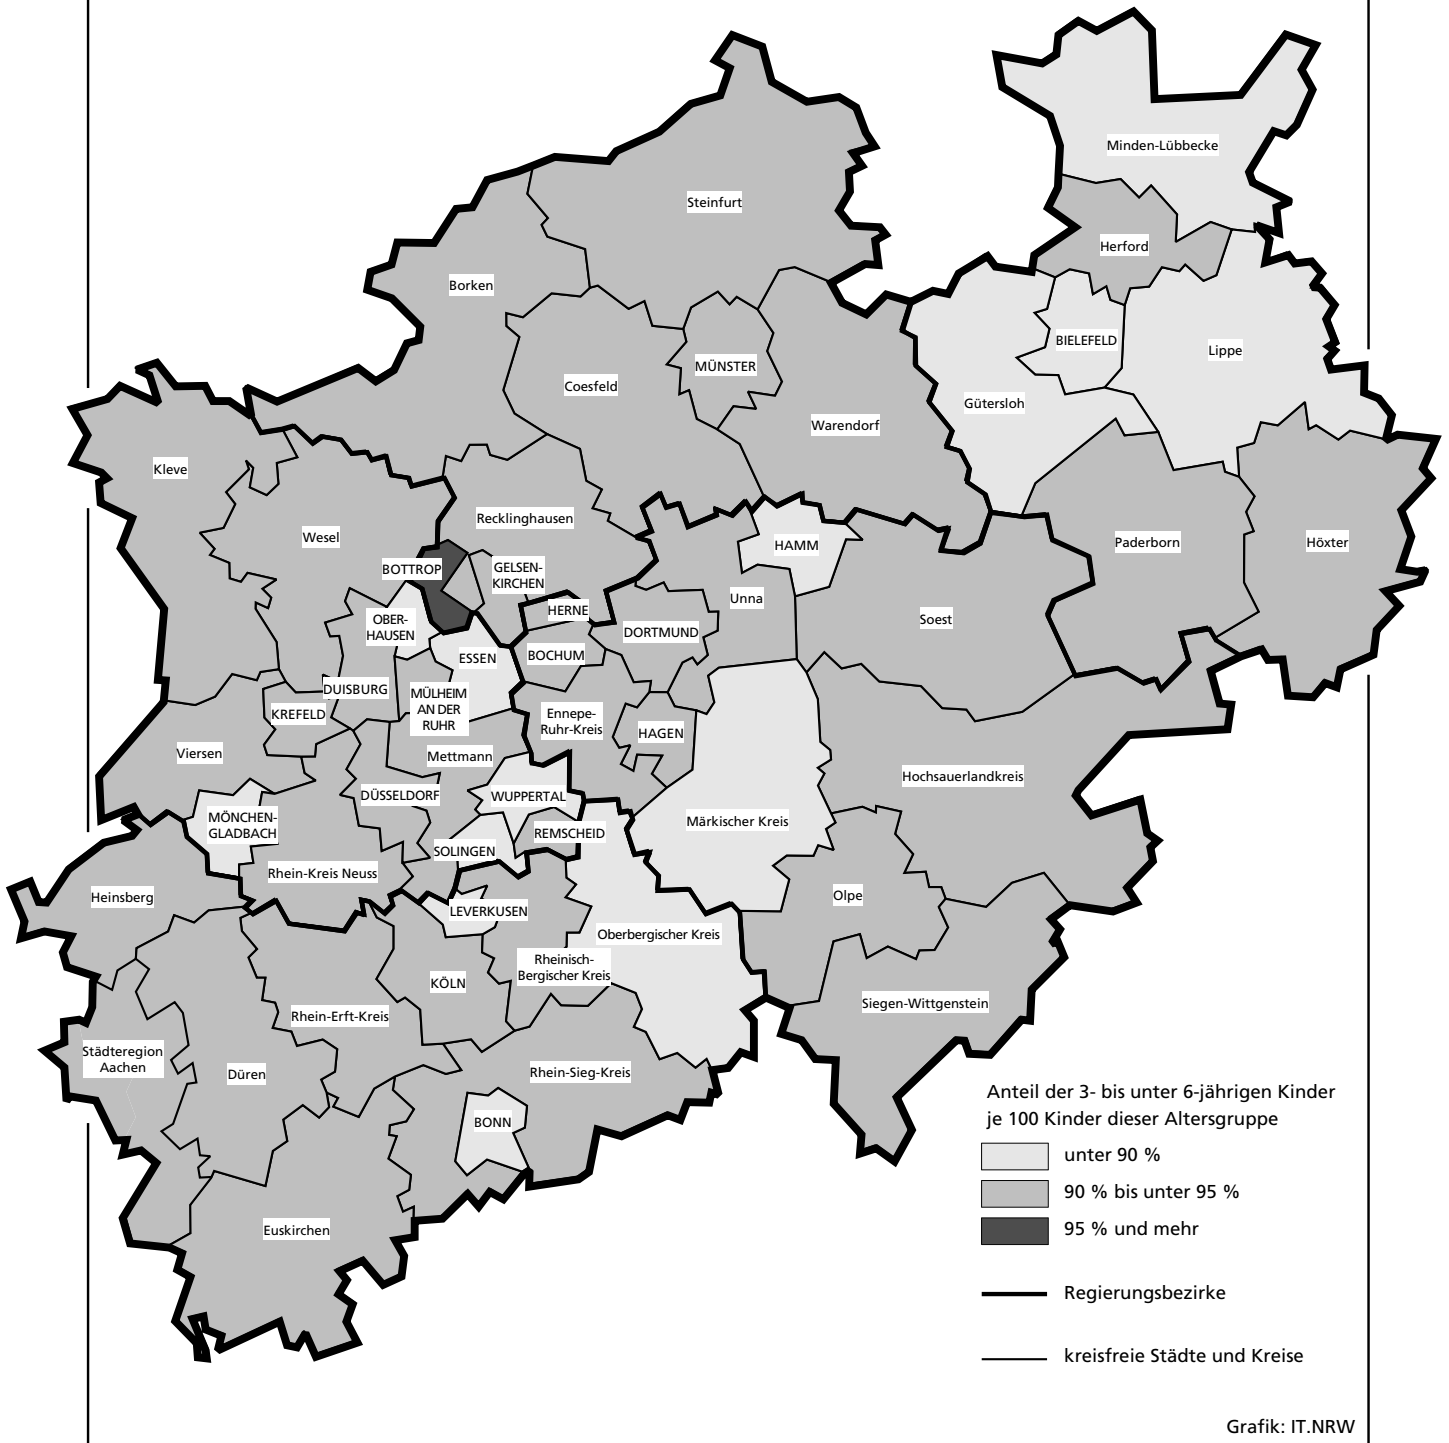 Minden-Lübbecke
Steinfurt
Herford
Borken
BIELEFELD
Lippe
MÜNSTER
Coesfeld
Gütersloh
Warendorf
Kleve
Recklinghausen
Wesel
HAMM
Paderborn
Höxter
BOTTROP
GELSEN-
KIRCHEN
Unna
HERNE
Soest
OBER-
HAUSEN
DORTMUND
ESSEN
BOCHUM
DUISBURG
MÜLHEIM
AN DER
RUHR
KREFELD
Ennepe-
Ruhr-Kreis
HAGEN
Viersen
Mettmann
Hochsauerlandkreis
DÜSSELDORF
WUPPERTAL
MÖNCHEN-
GLADBACH
Märkischer Kreis
REMSCHEID
SOLINGEN
Rhein-Kreis Neuss
Heinsberg
Olpe
LEVERKUSEN
Oberbergischer Kreis
Rheinisch-
Bergischer Kreis
KÖLN
Siegen-Wittgenstein
Rhein-Erft-Kreis
Städteregion
Aachen
Düren
Rhein-Sieg-Kreis
BONN
Euskirchen
Anteil der 3- bis unter 6-jährigen Kinder
je 100 Kinder dieser Altersgruppe
unter 90 %
90 % bis unter 95 %
95 % und mehr
Regierungsbezirke
kreisfreie Städte und Kreise
Grafik: IT.NRW